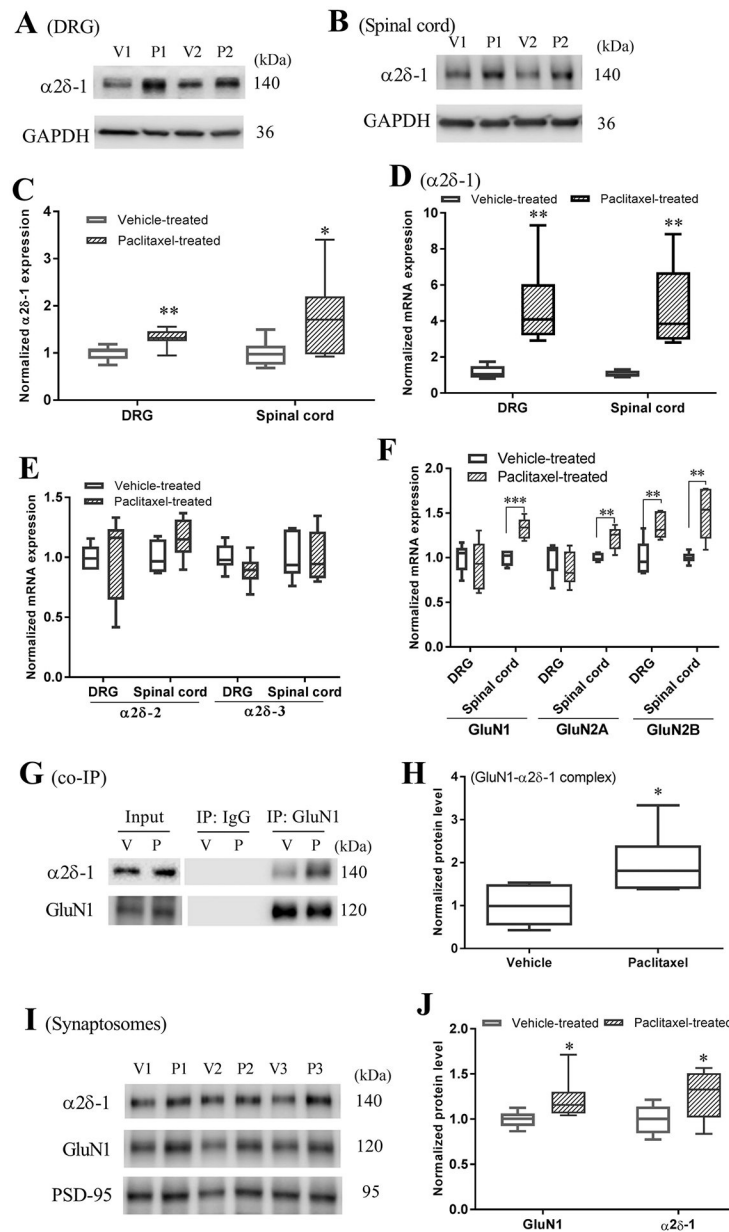 A (DRG)
V1 P1 V2 P2
(kDa)
α2δ-1 140
GAPDH 36
B (Spinal cord)
V1 P1 V2 P2
(kDa)
α2δ-1 140
GAPDH 36
C
Vehicle-treated
Paclitaxel-treated
Normalized α2δ-1 expression
4
3
2
1
0
**
*
DRG Spinal cord
D (α2δ-1)
Vehicle-treated Paclitaxel-treated
Normalized mRNA expression
10
8
6
4
2
0
** **
DRG Spinal cord
E
Vehicle-treated
Paclitaxel-treated
Normalized mRNA expression
1.5
1.0
0.5
0.0
DRG Spinal cord DRG Spinal cord
α2δ-2 α2δ-3
F
Vehicle-treated
Paclitaxel-treated
Normalized mRNA expression
2.0
1.5
1.0
0.5
0.0
*** ** ** **
DRG Spinal cord DRG Spinal cord DRG Spinal cord
GluN1 GluN2A GluN2B
G (co-IP)
Input IP: IgG IP: GluN1
V P V P V P (kDa)
α2δ-1 140
GluN1 120
H
(GluN1-α2δ-1 complex)
Normalized protein level
4
3
2
1
0
*
Vehicle Paclitaxel
I (Synaptosomes)
V1 P1 V2 P2 V3 P3
(kDa)
α2δ-1 140
GluN1 120
PSD-95 95
J
Vehicle-treated Paclitaxel-treated
Normalized protein level
2.0
1.5
1.0
0.5
0.0
* *
GluN1 α2δ-1